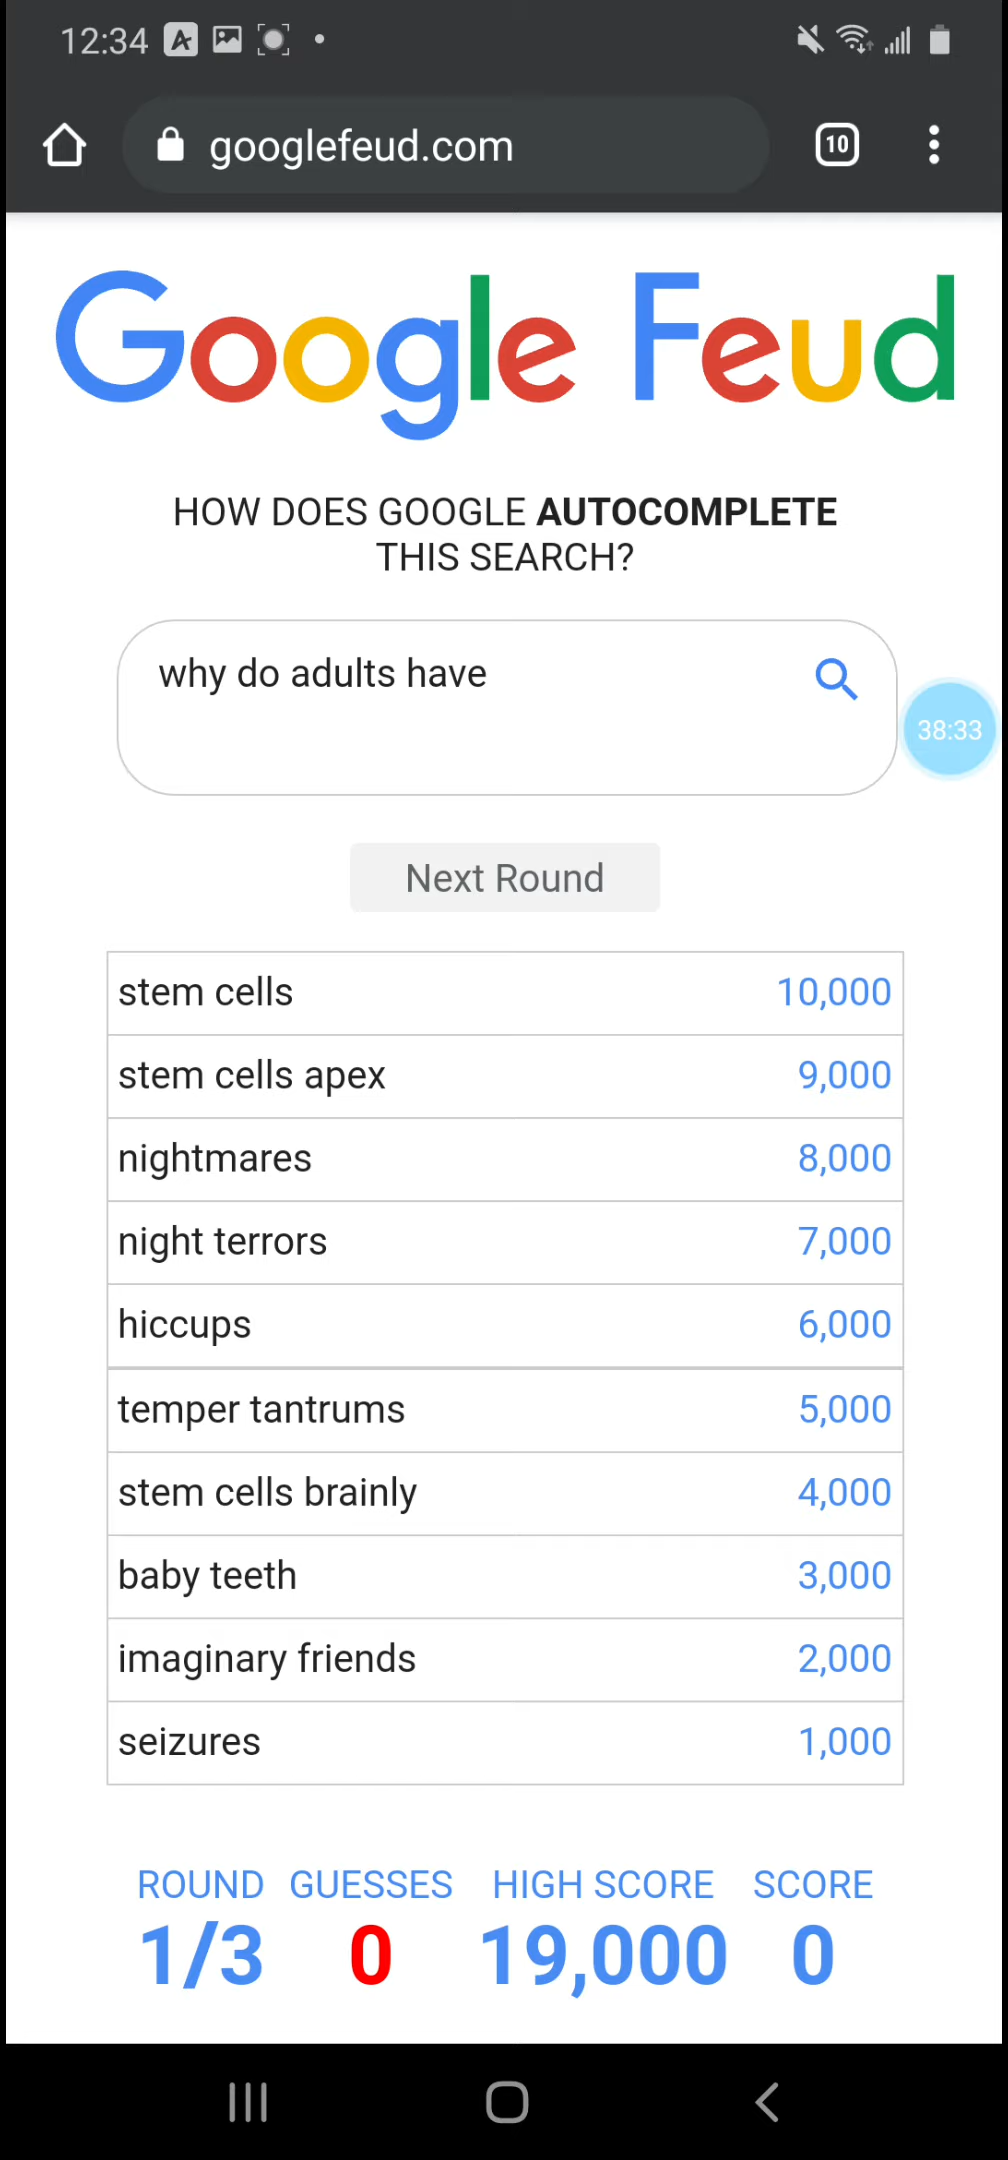 12:34
googlefeud.com
10
Google Feud
HOW DOES GOOGLE AUTOCOMPLETE
THIS SEARCH?
why do adults have
38:33
Next Round
stem cells 10,000
stem cells apex 9,000
nightmares 8,000
night terrors 7,000
hiccups 6,000
temper tantrums 5,000
stem cells brainly 4,000
baby teeth 3,000
imaginary friends 2,000
seizures 1,000
ROUND GUESSES HIGH SCORE SCORE
1/3 0 19,000 0